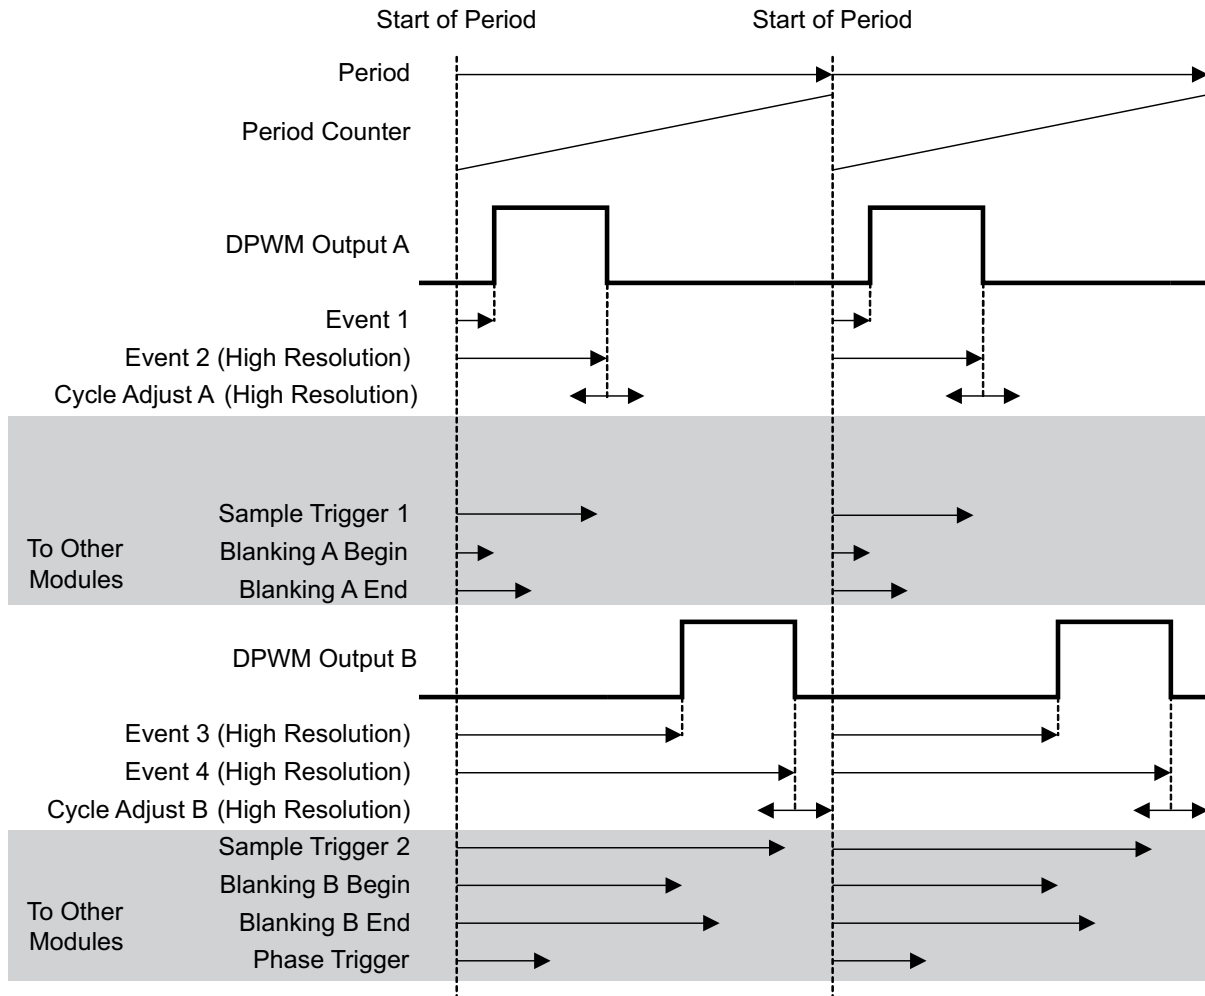 Start of Period
Start of Period
Period
Period Counter
DPWM Output A
Event 1
Event 2 (High Resolution)
Cycle Adjust A (High Resolution)
Sample Trigger 1
To Other
Modules
Blanking A Begin
Blanking A End
DPWM Output B
Event 3 (High Resolution)
Event 4 (High Resolution)
Cycle Adjust B (High Resolution)
Sample Trigger 2
Blanking B Begin
To Other
Modules
Blanking B End
Phase Trigger